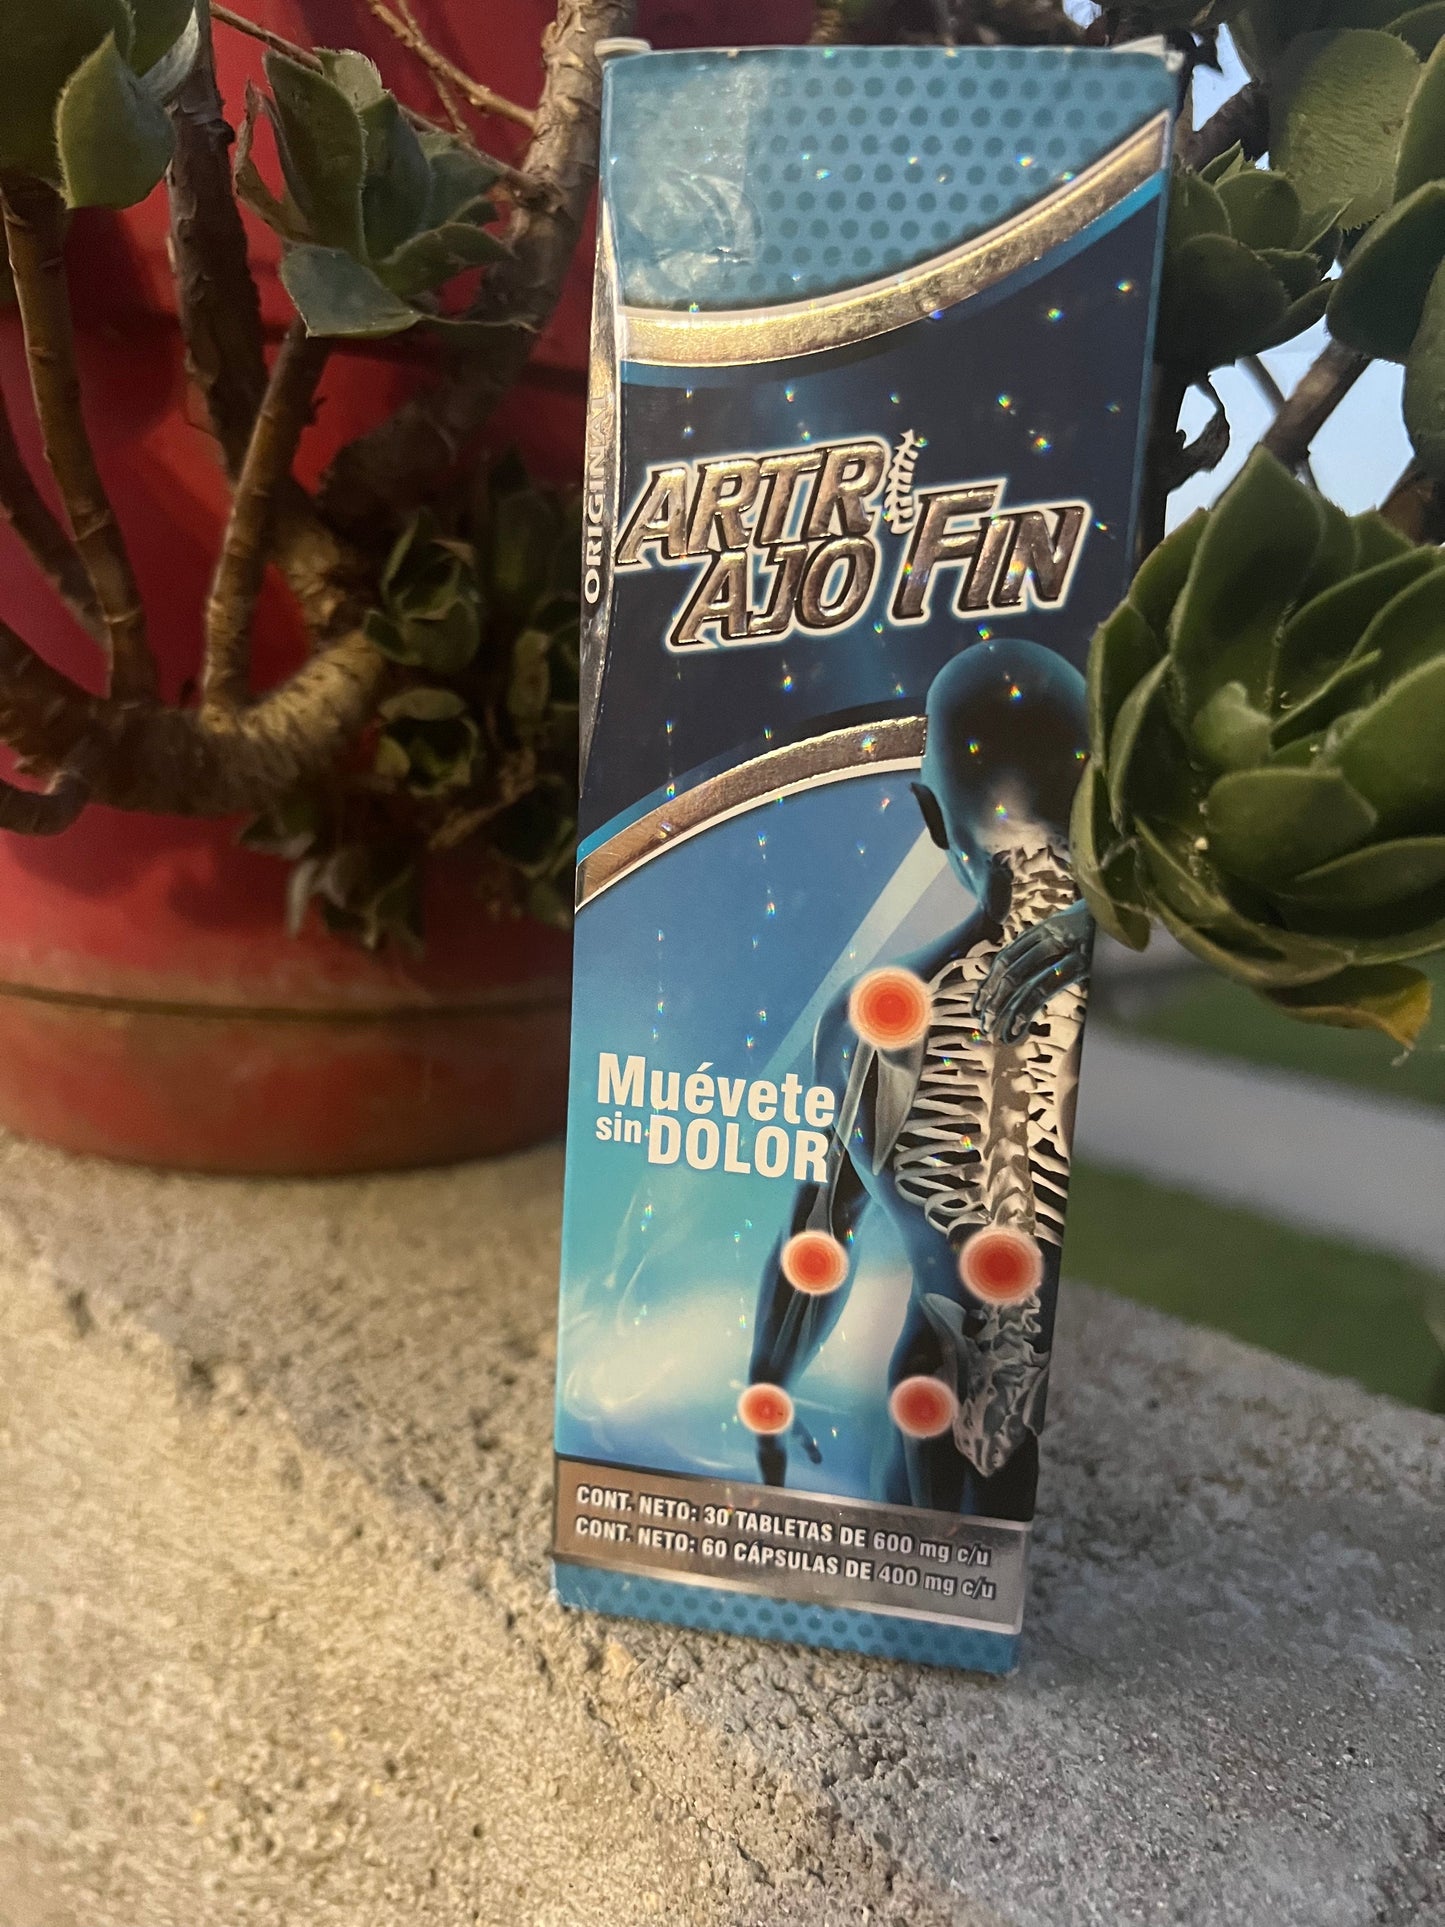 ORIGINAL
ARTRI
AJO FIN
Muévete
sin DOLOR
CONT. NETO: 30 TABLETAS DE 600 mg c/u
CONT. NETO: 60 CÁPSULAS DE 400 mg c/u